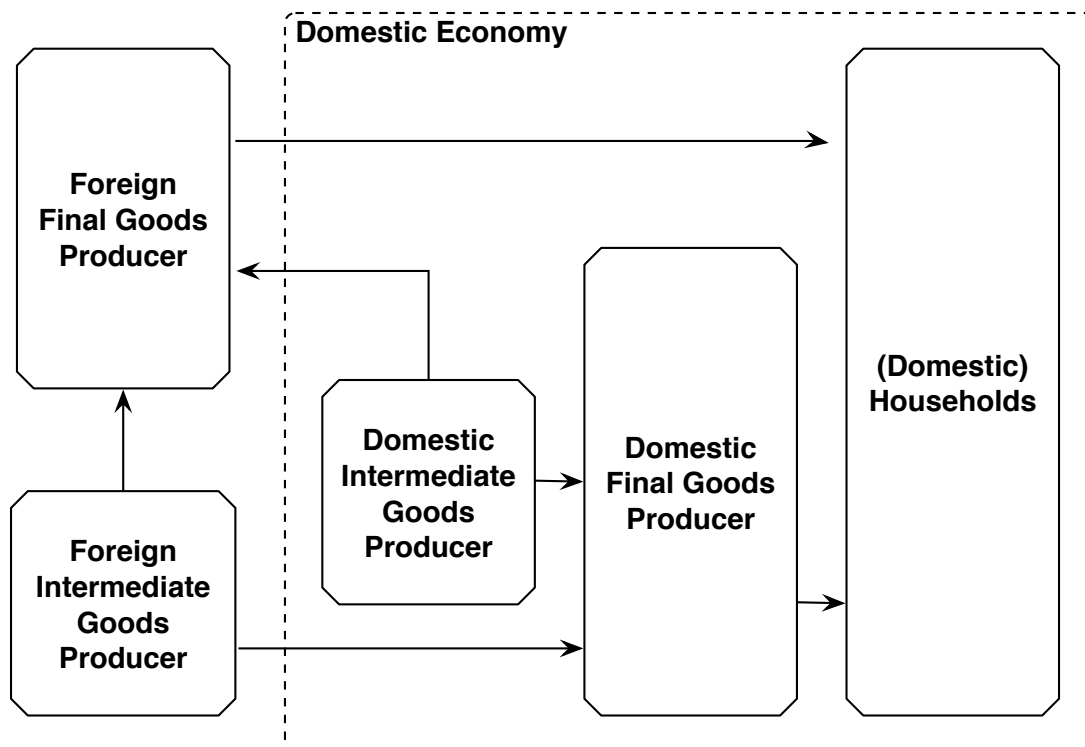 Domestic Economy
Foreign
Final Goods
Producer
(Domestic)
Households
Domestic
Intermediate
Goods
Producer
Domestic
Final Goods
Producer
Foreign
Intermediate
Goods
Producer